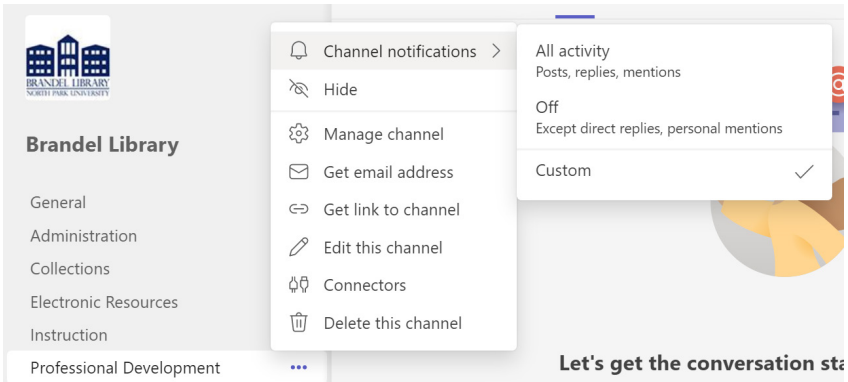 BRANDEL LIBRARY
NORTH PARK UNIVERSITY
Brandel Library
General
Administration
Collections
Electronic Resources
Instruction
Professional Development
Channel notifications
Hide
Manage channel
Get email address
Get link to channel
Edit this channel
Connectors
Delete this channel
All activity
Posts, replies, mentions
Off
Except direct replies, personal mentions
Custom
@
Let's get the conversation sta